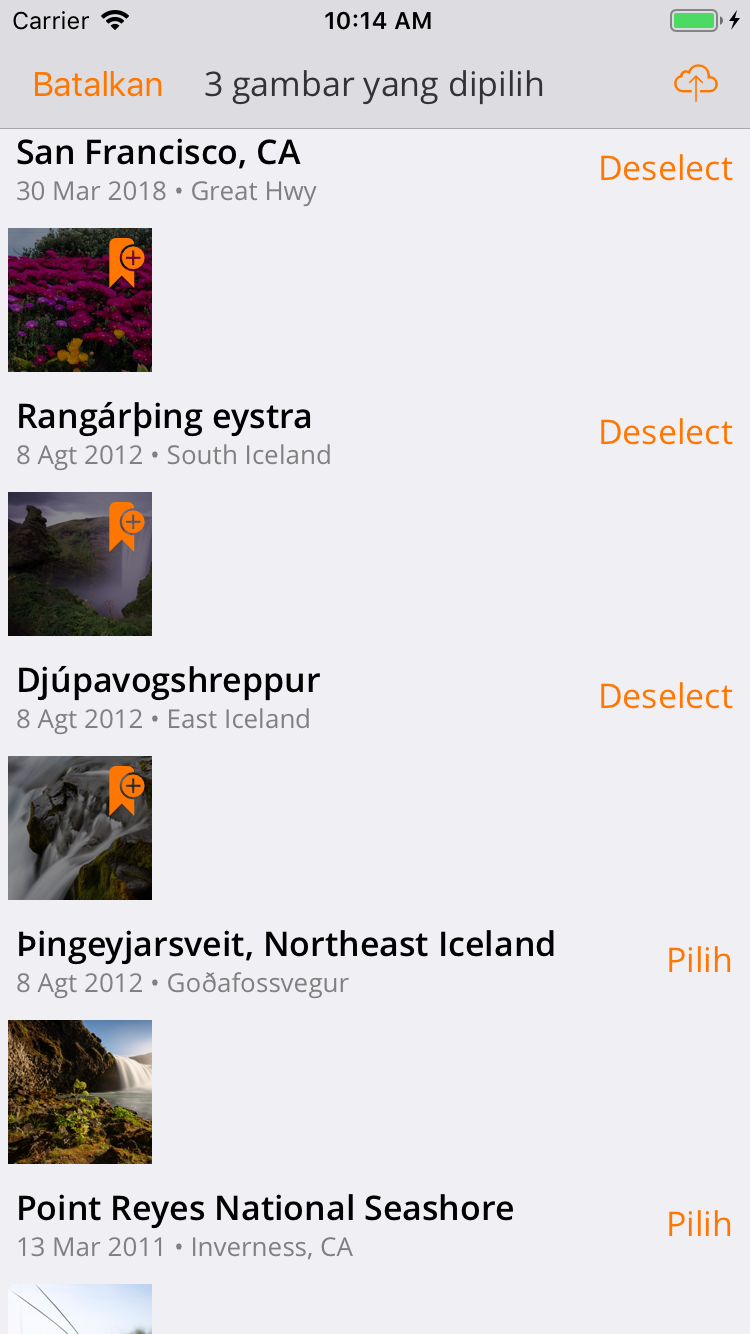 Carrier 10:14 AM
Batalkan 3 gambar yang dipilih
San Francisco, CA
Deselect
30 Mar 2018 • Great Hwy
Rangárþing eystra
Deselect
8 Agt 2012 • South Iceland
Djúpavogshreppur
Deselect
8 Agt 2012 • East Iceland
Þingeyjarsveit, Northeast Iceland
Pilih
8 Agt 2012 • Goðafossvegur
Point Reyes National Seashore
Pilih
13 Mar 2011 • Inverness, CA